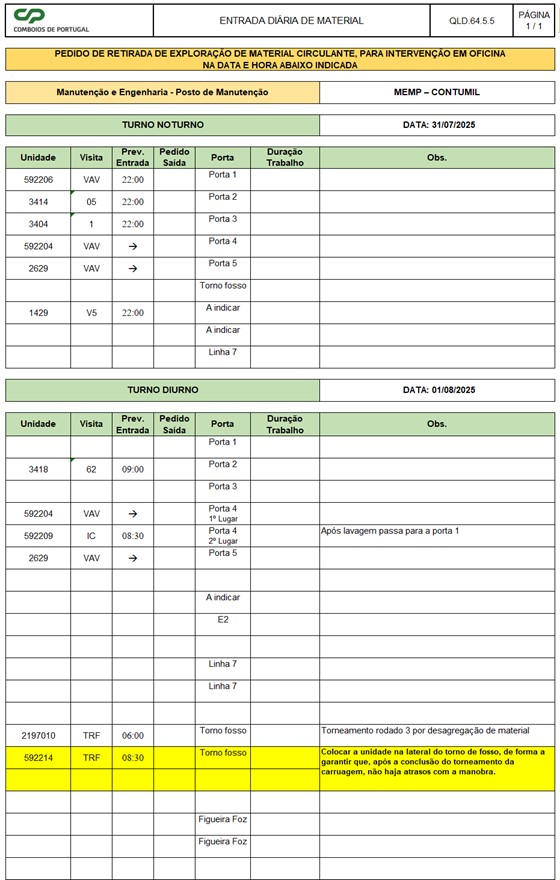 CP
COMBOIOS DE PORTUGAL
ENTRADA DIÁRIA DE MATERIAL
QLD.64.5.5
PÁGINA
1 / 1
PEDIDO DE RETIRADA DE EXPLORAÇÃO DE MATERIAL CIRCULANTE, PARA INTERVENÇÃO EM OFICINA
NA DATA E HORA ABAIXO INDICADA
Manutenção e Engenharia - Posto de Manutenção
MEMP – CONTUMIL
TURNO NOTURNO
DATA: 31/07/2025
Unidade Visita Prev. Entrada Pedido Saída Porta Duração Trabalho Obs.
592206 VAV 22:00 Porta 1
3414 05 22:00 Porta 2
3404 1 22:00 Porta 3
592204 VAV → Porta 4
2629 VAV → Porta 5
Torno fosso
1429 V5 22:00 A indicar
A indicar
Linha 7
TURNO DIURNO
DATA: 01/08/2025
Unidade Visita Prev. Entrada Pedido Saída Porta Duração Trabalho Obs.
Porta 1
3418 62 09:00 Porta 2
Porta 3
592204 VAV → Porta 4 1º Lugar
592209 IC 08:30 Porta 4 2º Lugar Após lavagem passa para a porta 1
2629 VAV → Porta 5
A indicar
E2
Linha 7
Linha 7
2197010 TRF 06:00 Torno fosso Torneamento rodado 3 por desagregação de material
592214 TRF 08:30 Torno fosso Colocar a unidade na lateral do torno de fosso, de forma a
garantir que, após a conclusão do torneamento da
carruagem, não haja atrasos com a manobra.
Figueira Foz
Figueira Foz